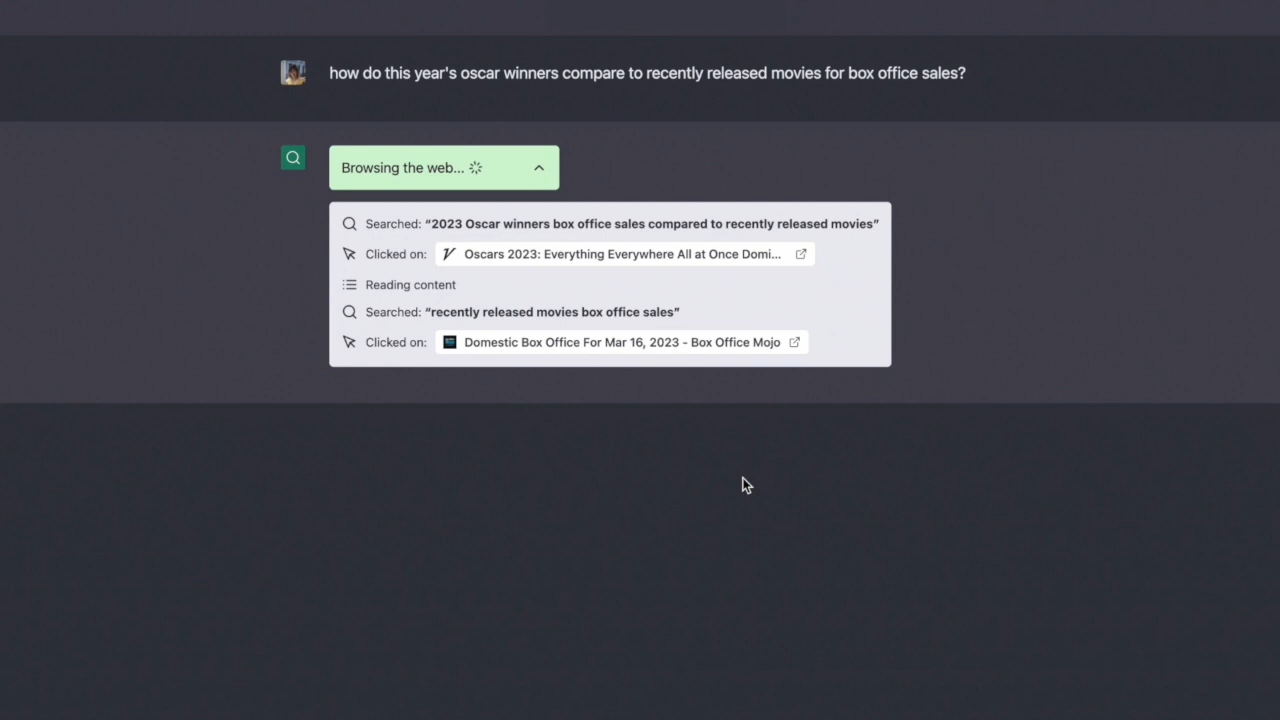 how do this year's oscar winners compare to recently released movies for box office sales?
Browsing the web...
Searched: “2023 Oscar winners box office sales compared to recently released movies”
Clicked on: Oscars 2023: Everything Everywhere All at Once Domi...
Reading content
Searched: “recently released movies box office sales”
Clicked on: Domestic Box Office For Mar 16, 2023 - Box Office Mojo